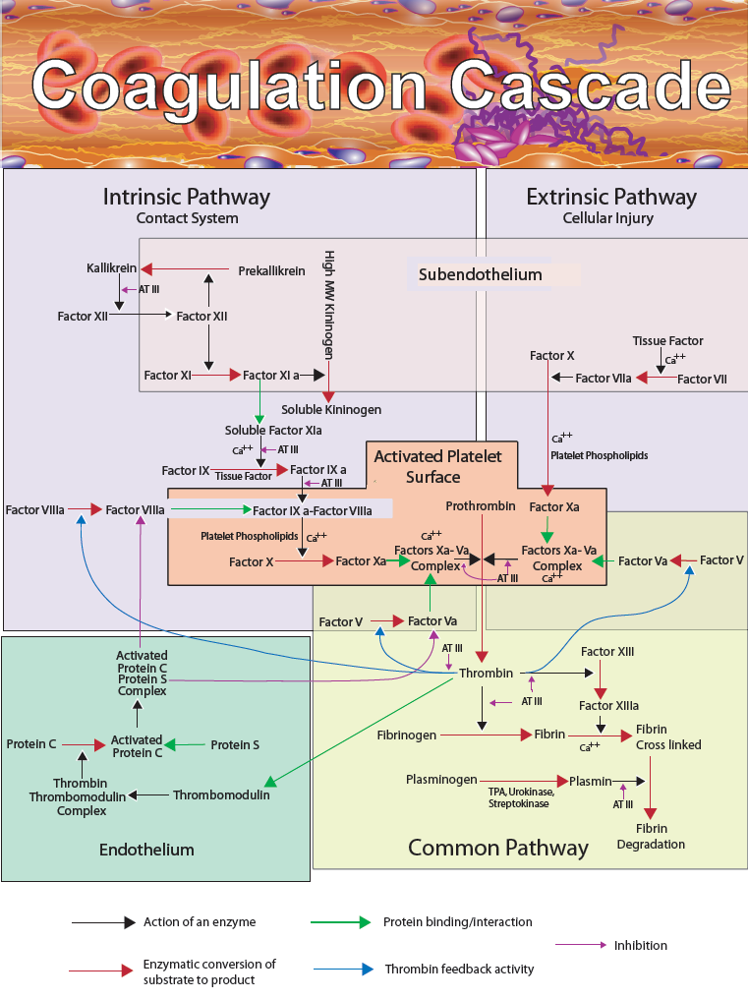 Coagulation Cascade
Intrinsic Pathway
Contact System
Extrinsic Pathway
Cellular Injury
Subendothelium
Kallikrein
Prekallikrein
High MW Kininogen
AT III
Factor XII
Factor XII
Tissue Factor
Factor X
Ca++
Factor XI
Factor XI a
Factor VIIa
Factor VII
Soluble Kininogen
Soluble Factor XIa
Ca++
AT III
Ca++
Platelet Phospholipids
Activated Platelet
Surface
Factor IX
Tissue Factor
Factor IX a
AT III
Factor VIIIa
Factor VIIIa
Factor IX a-Factor VIIIa
Prothrombin
Factor Xa
Platelet Phospholipids
Ca++
Ca++
Factor X
Factor Xa
Factors Xa-Va
Complex
AT III
Factors Xa-Va
Complex
Ca++
Factor Va
Factor V
Factor V
Factor Va
AT III
Activated
Protein C
Protein S
Complex
Thrombin
Factor XIII
AT III
Factor XIIIa
Fibrinogen
Fibrin
Ca++
Fibrin
Cross linked
Protein C
Activated
Protein C
Protein S
Thrombin
Thrombomodulin
Complex
Thrombomodulin
Plasminogen
TPA, Urokinase,
Streptokinase
Plasmin
AT III
Fibrin
Degradation
Endothelium
Common Pathway
Action of an enzyme
Protein binding/interaction
Inhibition
Enzymatic conversion of
substrate to product
Thrombin feedback activity